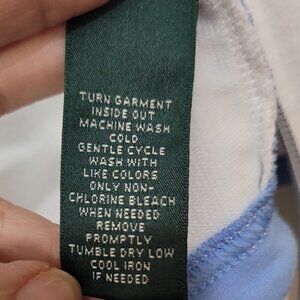 TURN GARMENT
INSIDE OUT
MACHINE WASH
COLD
GENTLE CYCLE
WASH WITH
LIKE COLORS
ONLY NON-
CHLORINE BLEACH
WHEN NEEDED
REMOVE
PROMPTLY
TUMBLE DRY LOW
COOL IRON
IF NEEDED